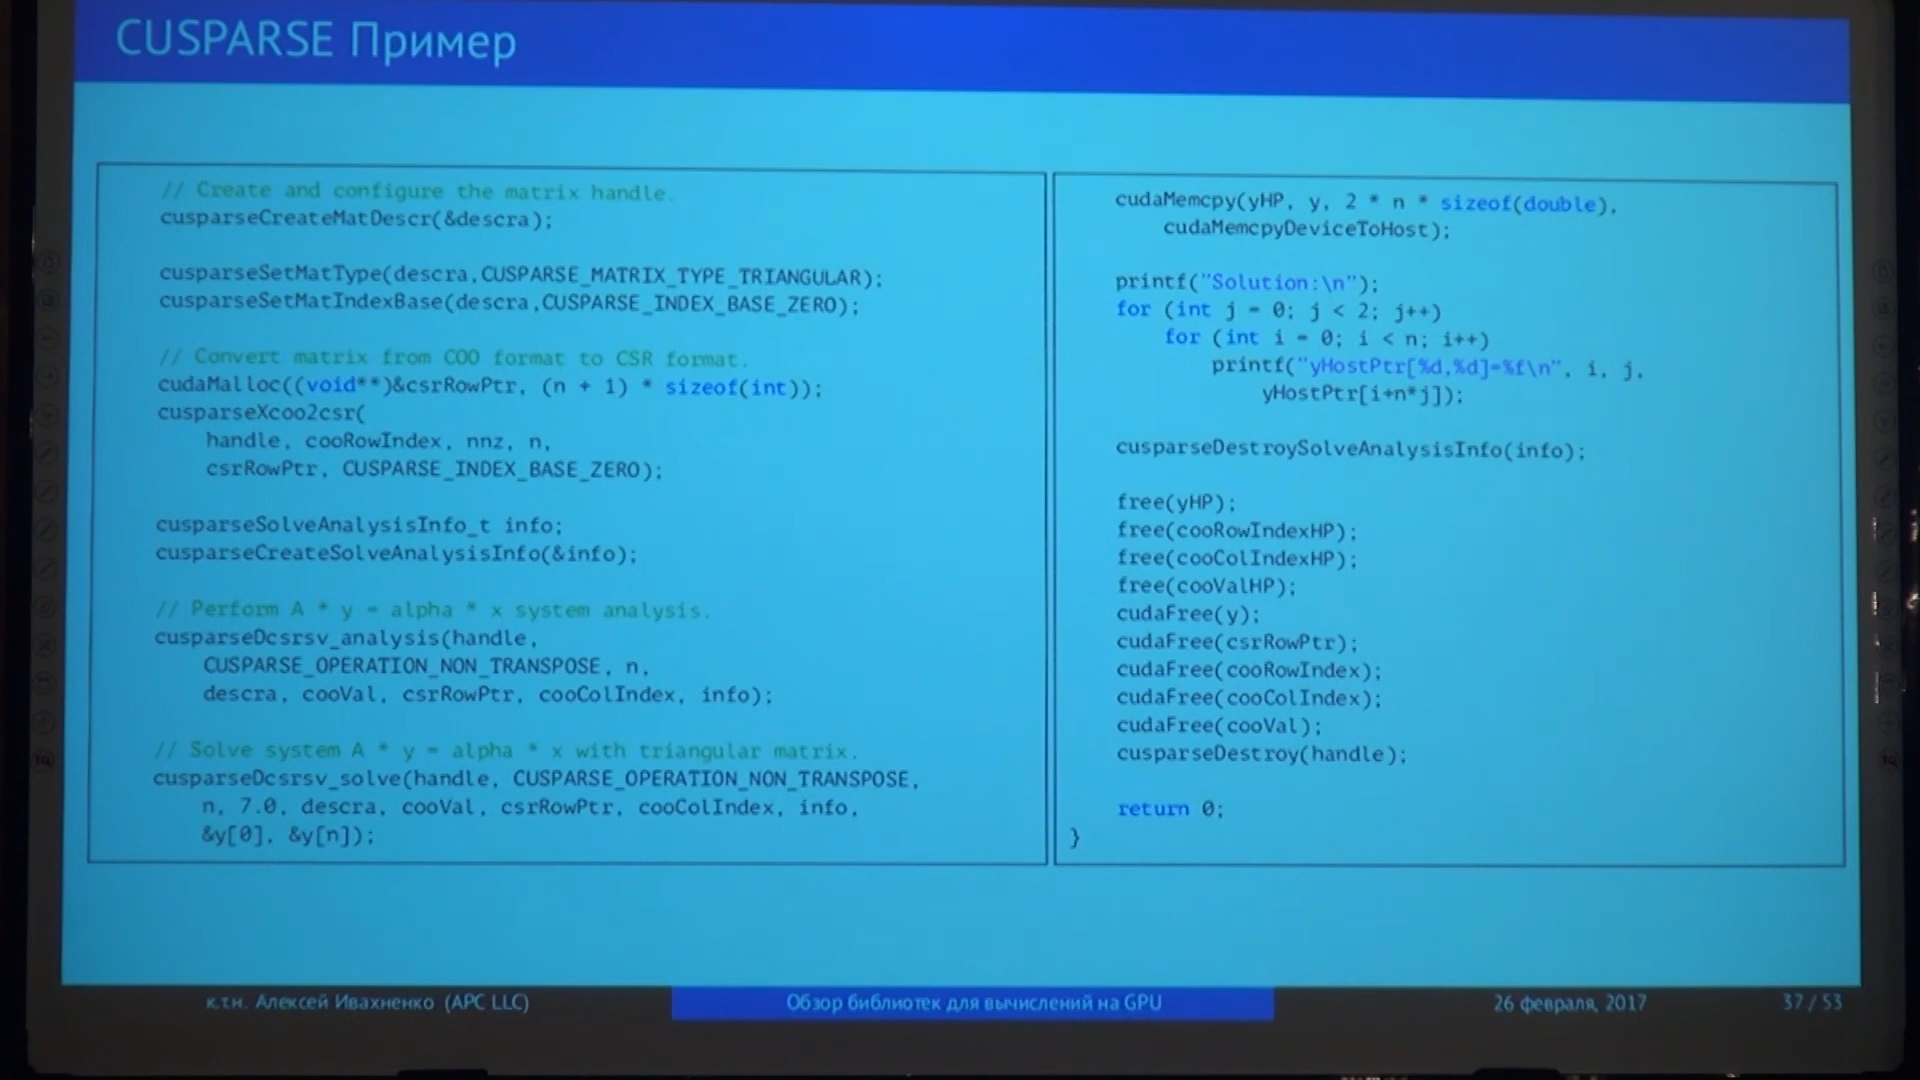 CUSPARSE Пример
// Create and configure the matrix handle.
cusparseCreateMatDescr(&descra);
cusparseSetMatType(descra,CUSPARSE_MATRIX_TYPE_TRIANGULAR);
cusparseSetMatIndexBase(descra,CUSPARSE_INDEX_BASE_ZERO);
// Convert matrix from COO format to CSR format.
cudaMalloc((void**)&csrRowPtr, (n + 1) * sizeof(int));
cusparseXcoo2csr(
handle, cooRowIndex, nnz, n,
csrRowPtr, CUSPARSE_INDEX_BASE_ZERO);
cusparseSolveAnalysisInfo_t info;
cusparseCreateSolveAnalysisInfo(&info);
// Perform A * y = alpha * x system analysis.
cusparseDcsrsv_analysis(handle,
CUSPARSE_OPERATION_NON_TRANSPOSE, n,
descra, cooVal, csrRowPtr, cooColIndex, info);
// Solve system A * y = alpha * x with triangular matrix.
cusparseDcsrsv_solve(handle, CUSPARSE_OPERATION_NON_TRANSPOSE,
n, 7.0, descra, cooVal, csrRowPtr, cooColIndex, info,
&y[0], &y[n]);
cudaMemcpy(yHP, y, 2 * n * sizeof(double),
cudaMemcpyDeviceToHost);
printf("Solution:\n");
for (int j = 0; j < 2; j++)
for (int i = 0; i < n; i++)
printf("yHostPtr[%d,%d]=%f\n", i, j,
yHostPtr[i+n*j]);
cusparseDestroySolveAnalysisInfo(info);
free(yHP);
free(cooRowIndexHP);
free(cooColIndexHP);
free(cooValHP);
cudaFree(y);
cudaFree(csrRowPtr);
cudaFree(cooRowIndex);
cudaFree(cooColIndex);
cudaFree(cooVal);
cusparseDestroy(handle);
return 0;
}
к.т.н. Алексей Ивахненко (APC LLC)
Обзор библиотек для вычислений на GPU
26 февраля, 2017
37 / 53